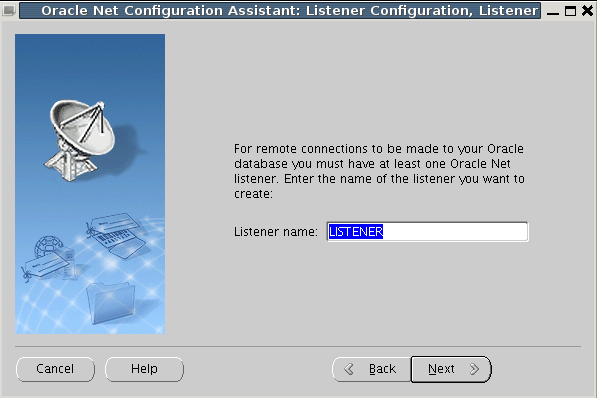 Oracle Net Configuration Assistant: Listener Configuration, Listener
For remote connections to be made to your Oracle
database you must have at least one Oracle Net
listener. Enter the name of the listener you want to
create:
Listener name: LISTENER
Cancel Help Back Next